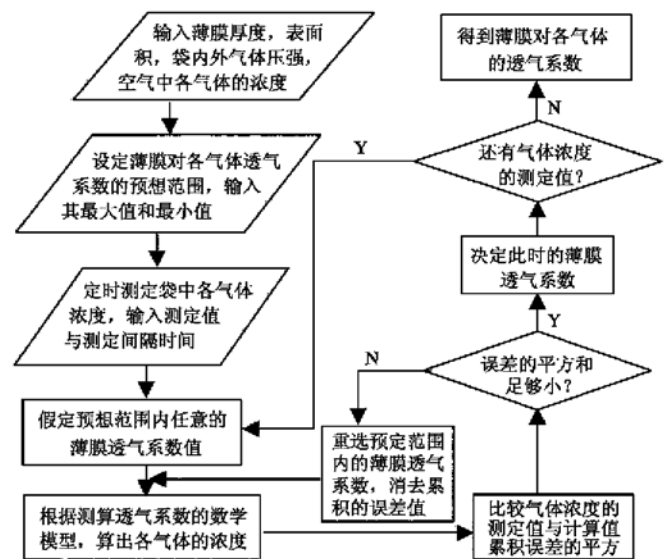 输入薄膜厚度，表面
积，袋内外气体压强，
空气中各气体的浓度
设定薄膜对各气体透气
系数的预想范围，输入
其最大值和最小值
定时测定袋中各气体
浓度，输入测定值
与测定间隔时间
假定预想范围内任意的
薄膜透气系数值
根据测算透气系数的数学
模型，算出各气体的浓度
比较气体浓度的
测定值与计算值
累积误差的平方
误差的平方和
足够小？
N
重选预定范围
内的薄膜透气
系数，消去累
积的误差值
Y
决定此时的薄膜
透气系数
还有气体浓度
的测定值？
Y
N
得到薄膜对各气体
的透气系数